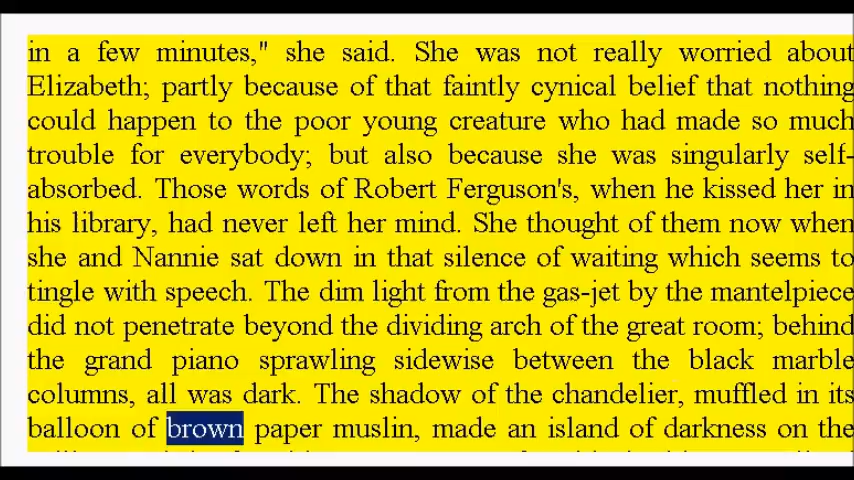 in a few minutes," she said. She was not really worried about
Elizabeth; partly because of that faintly cynical belief that nothing
could happen to the poor young creature who had made so much
trouble for everybody; but also because she was singularly self-
absorbed. Those words of Robert Ferguson's, when he kissed her in
his library, had never left her mind. She thought of them now when
she and Nannie sat down in that silence of waiting which seems to
tingle with speech. The dim light from the gas-jet by the mantelpiece
did not penetrate beyond the dividing arch of the great room; behind
the grand piano sprawling sidewise between the black marble
columns, all was dark. The shadow of the chandelier, muffled in its
balloon of brown paper muslin, made an island of darkness on the